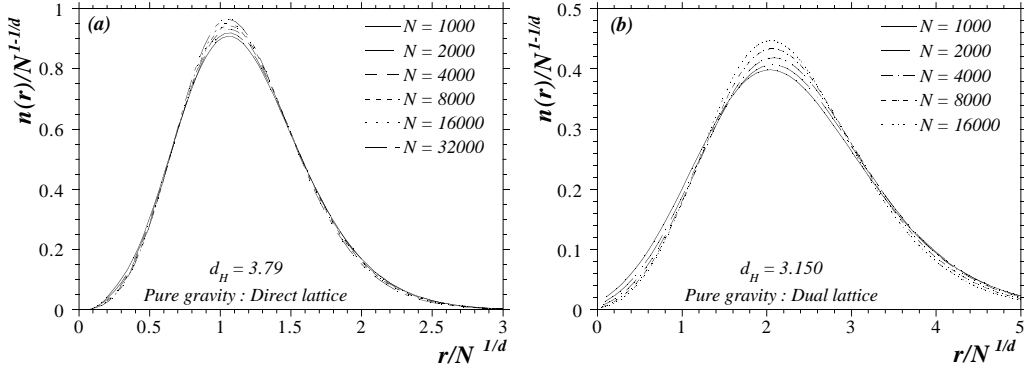 (a)
n(r)/N^{1-1/d}
1
0.8
0.6
0.4
0.2
0
N = 1000
N = 2000
N = 4000
N = 8000
N = 16000
N = 32000
d_H = 3.79
Pure gravity : Direct lattice
0 0.5 1 1.5 2 2.5 3
r/N^{1/d}
(b)
n(r)/N^{1-1/d}
0.5
0.4
0.3
0.2
0.1
0
N = 1000
N = 2000
N = 4000
N = 8000
N = 16000
d_H = 3.150
Pure gravity : Dual lattice
0 1 2 3 4 5
r/N^{1/d}